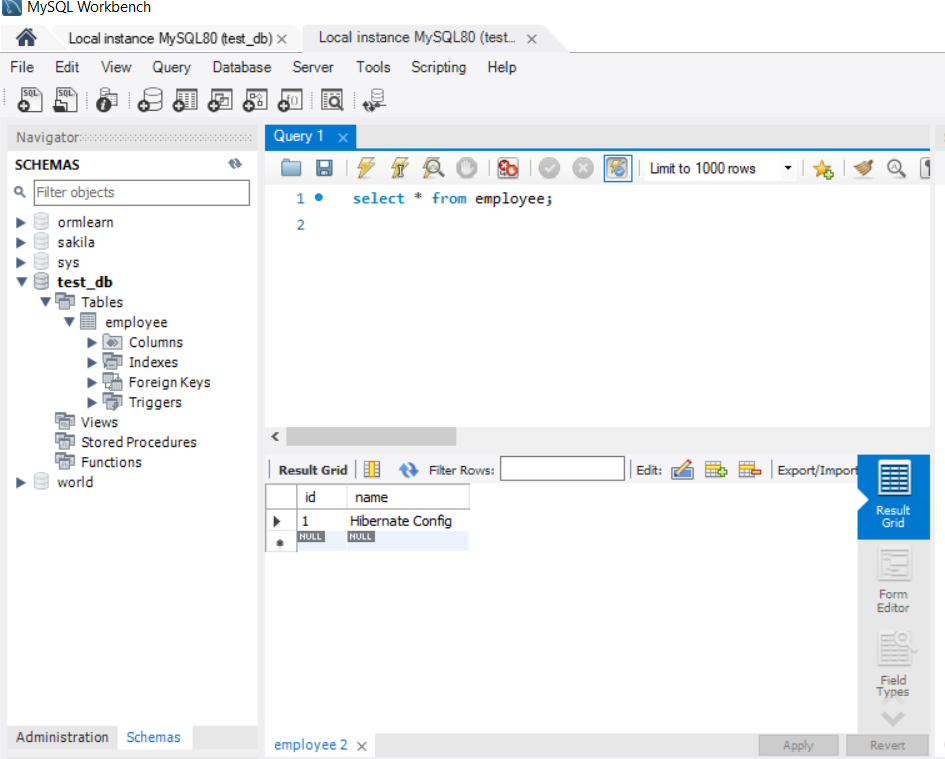 MySQL Workbench
Local instance MySQL80 (test_db) Local instance MySQL80 (test...
File Edit View Query Database Server Tools Scripting Help
Navigator
SCHEMAS
Filter objects
ormlearn
sakila
sys
test_db
Tables
employee
Columns
Indexes
Foreign Keys
Triggers
Views
Stored Procedures
Functions
world
Administration Schemas
Query 1
Limit to 1000 rows
1 select * from employee;
2
Result Grid Filter Rows: Edit: Export/Import
id name
1 Hibernate Config
NULL NULL
Result
Grid
Form
Editor
Field
Types
employee 2
Apply Revert